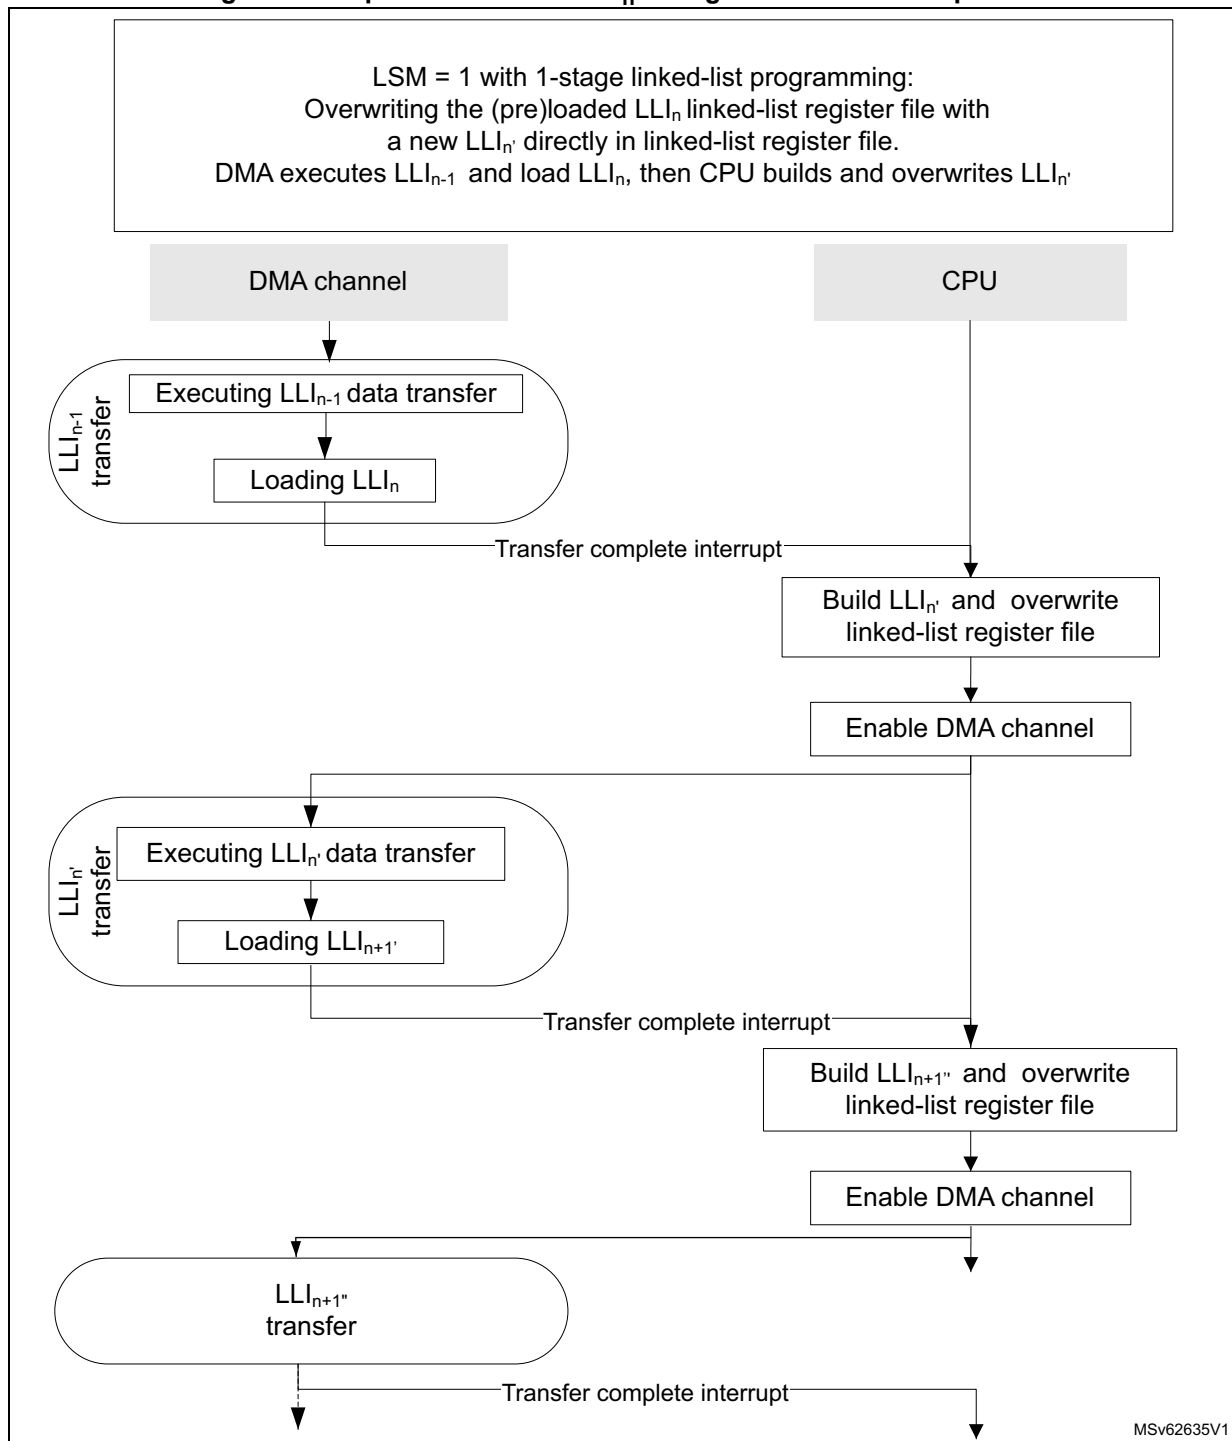 LSM = 1 with 1-stage linked-list programming:
Overwriting the (pre)loaded LLIn linked-list register file with
a new LLIn' directly in linked-list register file.
DMA executes LLIn-1 and load LLIn, then CPU builds and overwrites LLIn'
DMA channel
CPU
LLIn-1
transfer
Executing LLIn-1 data transfer
Loading LLIn
Transfer complete interrupt
Build LLIn' and overwrite
linked-list register file
Enable DMA channel
LLIn'
transfer
Executing LLIn' data transfer
Loading LLIn+1'
Transfer complete interrupt
Build LLIn+1'' and overwrite
linked-list register file
Enable DMA channel
LLIn+1"
transfer
Transfer complete interrupt
MSv62635V1